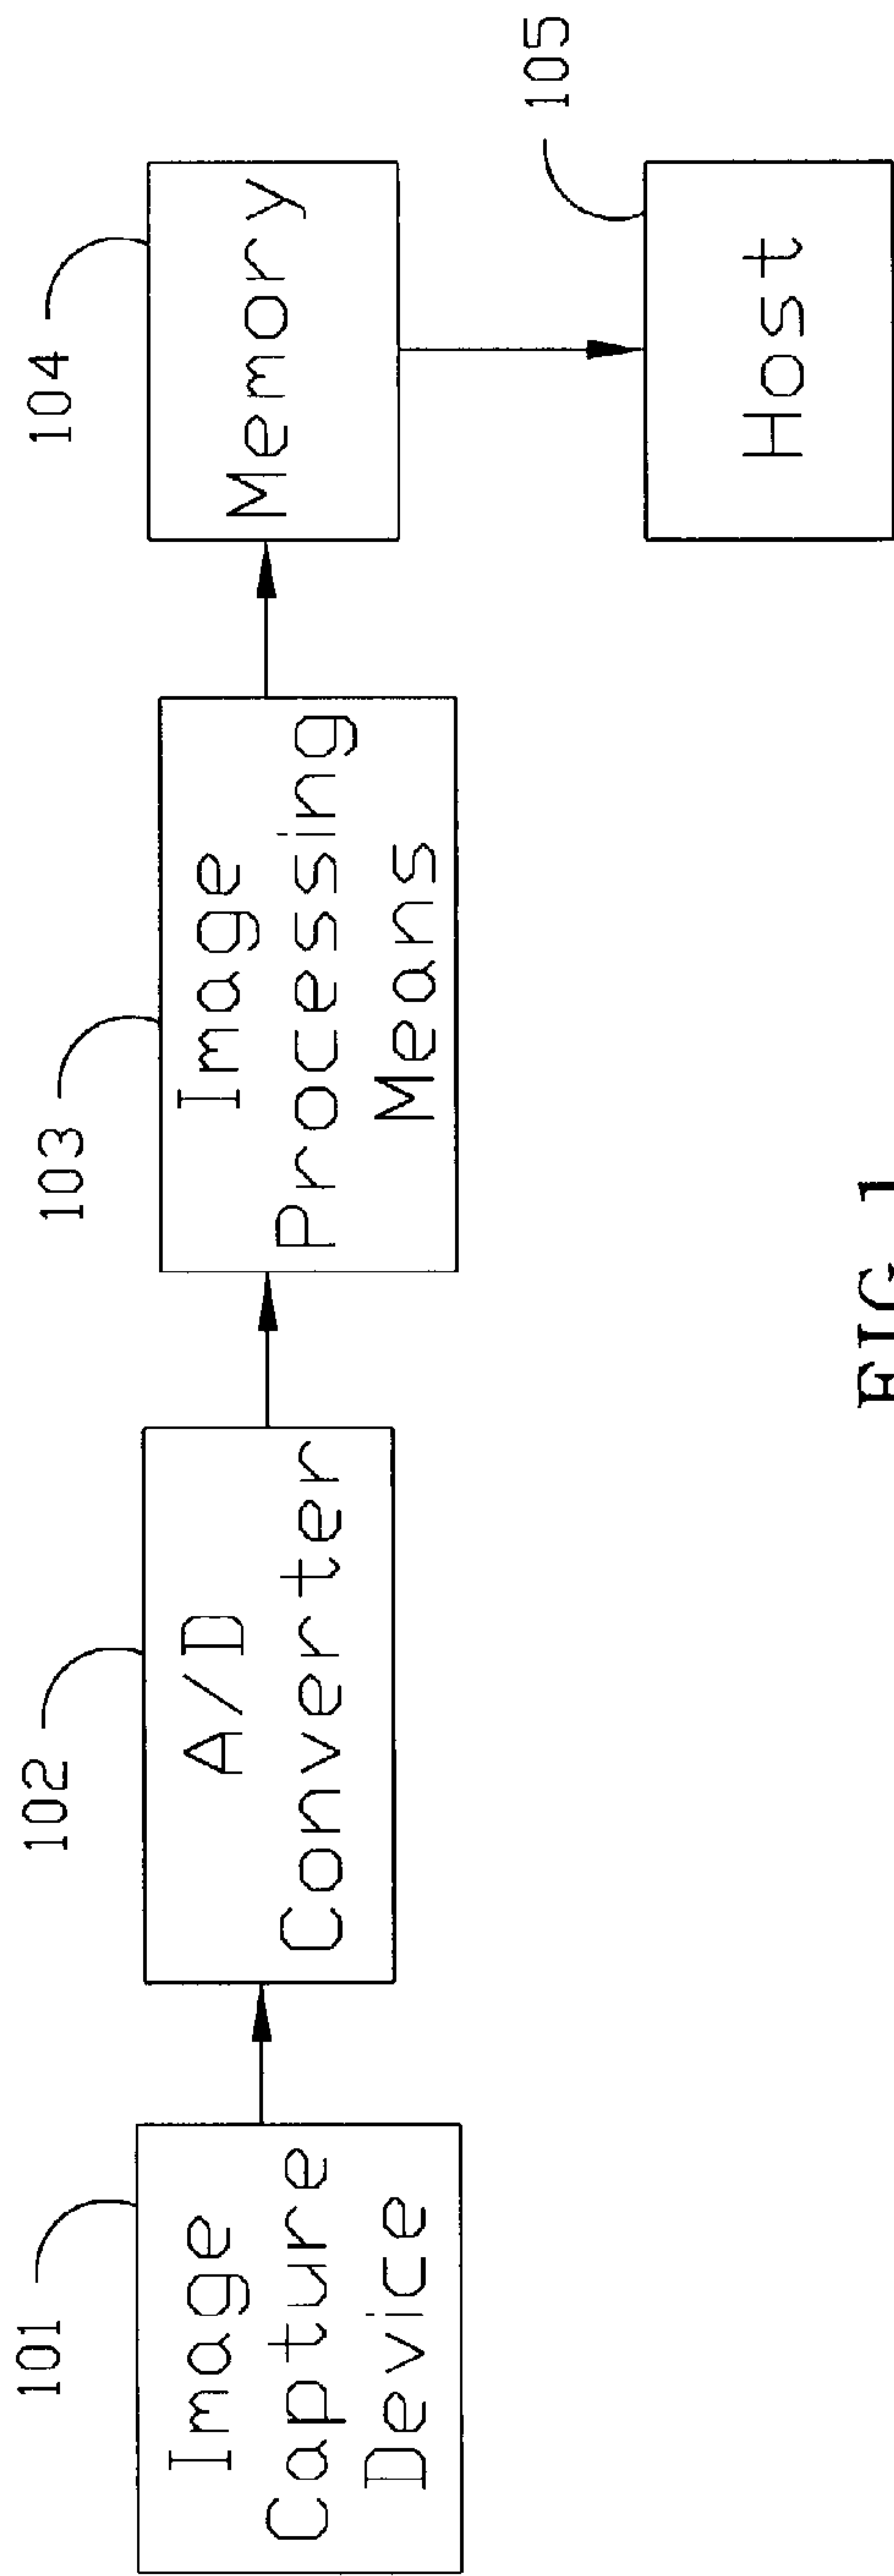 101
Image
Capture
Device
102
A/D
Converter
103
Image
Processing
Means
104
Memory
105
Host
FIG. 1